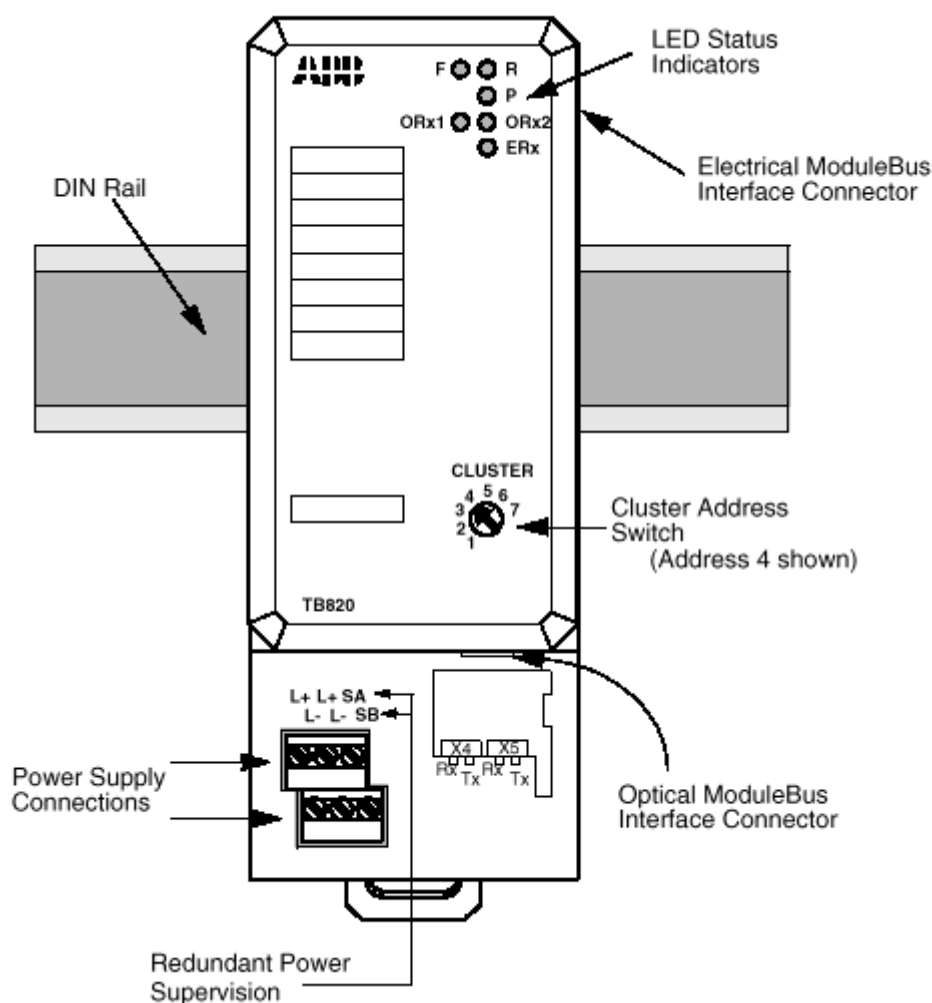 ABB
F R
P
ORx1 ORx2
ERx
LED Status
Indicators
Electrical ModuleBus
Interface Connector
DIN Rail
CLUSTER
1 2 3 4 5 6 7
Cluster Address
Switch
(Address 4 shown)
TB820
L+ L+ SA
L- L- SB
X4 X5
Rx Tx Rx Tx
Power Supply
Connections
Optical ModuleBus
Interface Connector
Redundant Power
Supervision